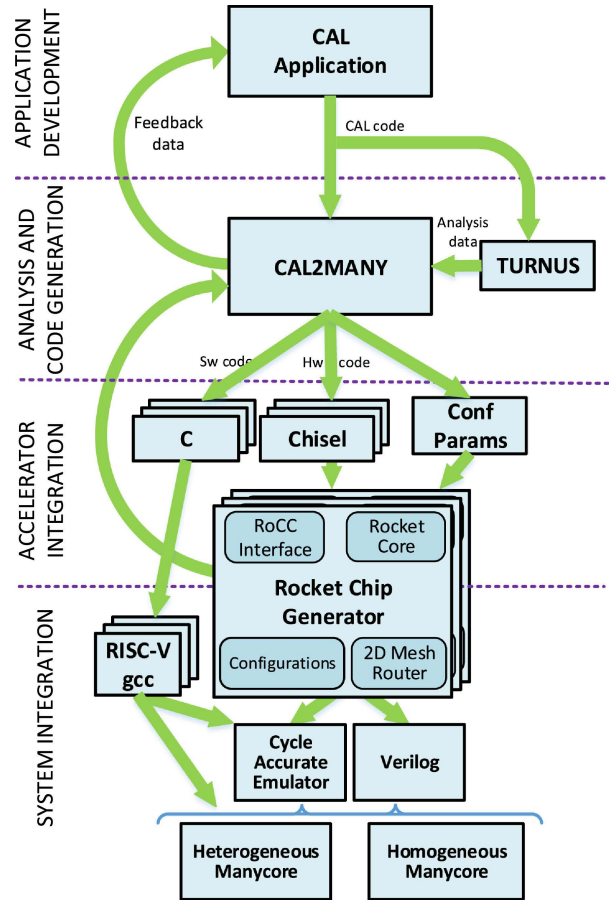 APPLICATION
DEVELOPMENT
CAL
Application
Feedback
data
CAL code
ANALYSIS AND
CODE GENERATION
CAL2MANY
Analysis
data
TURNUS
Sw code
Hw code
ACCELERATOR
INTEGRATION
C
Chisel
Conf
Params
RoCC
Interface
Rocket
Core
Rocket Chip
Generator
Configurations
2D Mesh
Router
SYSTEM INTEGRATION
RISC-V
gcc
Cycle
Accurate
Emulator
Verilog
Heterogeneous
Manycore
Homogeneous
Manycore